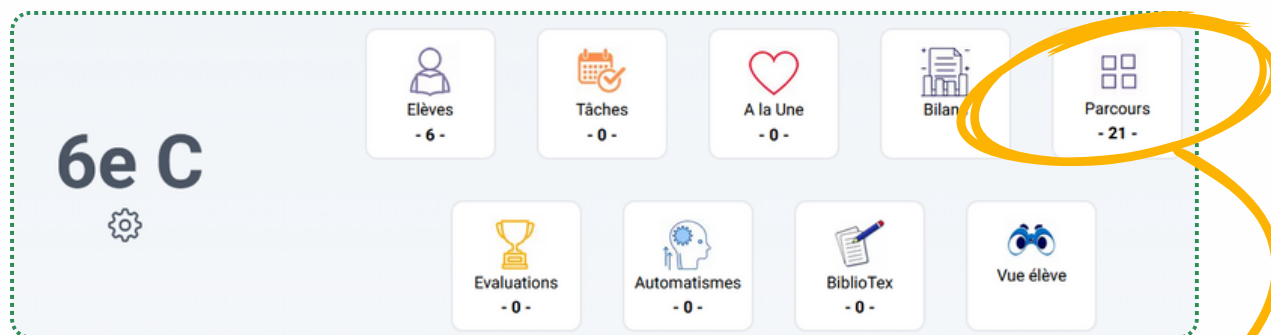 6e C
Elèves
- 6 -
Tâches
- 0 -
A la Une
- 0 -
Bilan
Parcours
- 21 -
Evaluations
- 0 -
Automatismes
- 0 -
BiblioTex
- 0 -
Vue élève